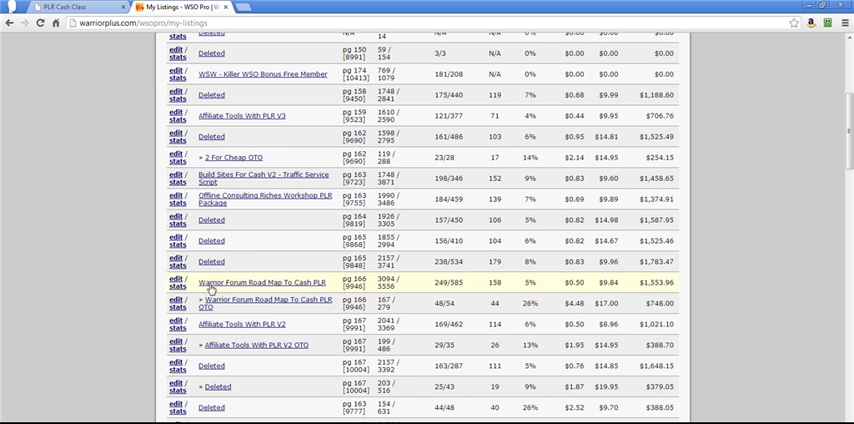 PLR Cash Class
My Listings - WSO Pro | W
warriorplus.com/wsopro/my-listings
edit / stats Deleted N/A 14 N/A N/A 0% $0.00 $0.00 $0.00
edit / stats Deleted pg 150 [8991] 59 / 154 3/3 N/A 0% $0.00 $0.00 $0.00
edit / stats WSW - Killer WSO Bonus Free Member pg 174 [10413] 769 / 1079 181/208 N/A 0% $0.00 $0.00 $0.00
edit / stats Deleted pg 158 [9450] 1748 / 2841 175/440 119 7% $0.68 $9.99 $1,188.60
edit / stats Affiliate Tools With PLR V3 pg 159 [9523] 1610 / 2590 121/377 71 4% $0.44 $9.95 $706.76
edit / stats Deleted pg 162 [9690] 1598 / 2795 161/486 103 6% $0.95 $14.81 $1,525.49
edit / stats » 2 For Cheap OTO pg 162 [9690] 119 / 288 23/28 17 14% $2.14 $14.95 $254.15
edit / stats Build Sites For Cash V2 - Traffic Service Script pg 163 [9723] 1748 / 3871 198/346 152 9% $0.83 $9.60 $1,458.65
edit / stats Offline Consulting Riches Workshop PLR Package pg 163 [9755] 1990 / 3486 184/459 139 7% $0.69 $9.89 $1,374.91
edit / stats Deleted pg 164 [9819] 1926 / 3305 157/450 106 5% $0.82 $14.98 $1,587.95
edit / stats Deleted pg 165 [9868] 1855 / 2994 156/410 104 6% $0.82 $14.67 $1,525.46
edit / stats Deleted pg 165 [9848] 2157 / 3741 238/534 179 8% $0.83 $9.96 $1,783.47
edit / stats Warrior Forum Road Map To Cash PLR pg 166 [9946] 3094 / 5556 249/585 158 5% $0.50 $9.84 $1,553.96
edit / stats » Warrior Forum Road Map To Cash PLR OTO pg 166 [9946] 167 / 279 48/54 44 26% $4.48 $17.00 $748.00
edit / stats Affiliate Tools With PLR V2 pg 167 [9991] 2041 / 3369 169/462 114 6% $0.50 $8.96 $1,021.10
edit / stats » Affiliate Tools With PLR V2 OTO pg 167 [9991] 199 / 486 29/35 26 13% $1.95 $14.95 $388.70
edit / stats Deleted pg 167 [10004] 2157 / 3392 163/287 111 5% $0.76 $14.85 $1,648.15
edit / stats » Deleted pg 167 [10004] 203 / 516 25/43 19 9% $1.87 $19.95 $379.05
edit / stats Deleted pg 163 [9777] 154 / 631 44/48 40 26% $2.52 $9.70 $388.05